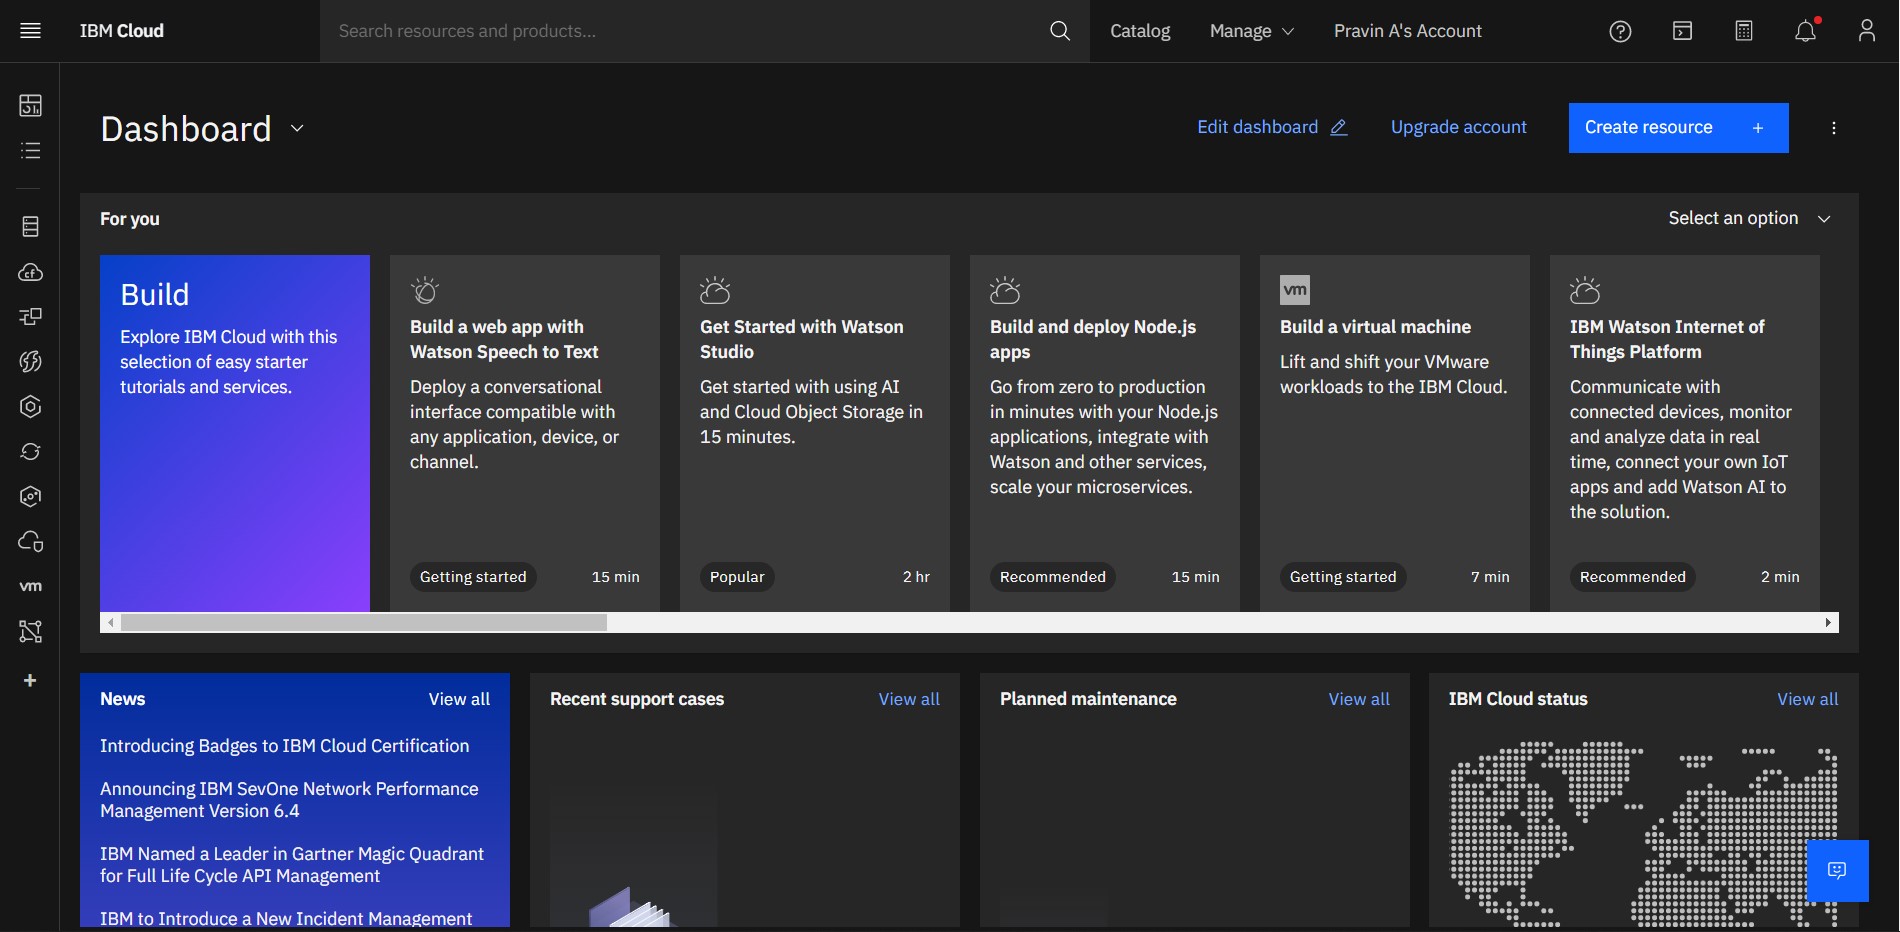 IBM Cloud
Search resources and products...
Catalog
Manage
Pravin A's Account
Dashboard
Edit dashboard
Upgrade account
Create resource +
For you
Select an option
Build
Explore IBM Cloud with this
selection of easy starter
tutorials and services.
Build a web app with
Watson Speech to Text
Deploy a conversational
interface compatible with
any application, device, or
channel.
Getting started
15 min
Get Started with Watson
Studio
Get started with using AI
and Cloud Object Storage in
15 minutes.
Popular
2 hr
Build and deploy Node.js
apps
Go from zero to production
in minutes with your Node.js
applications, integrate with
Watson and other services,
scale your microservices.
Recommended
15 min
vm
Build a virtual machine
Lift and shift your VMware
workloads to the IBM Cloud.
Getting started
7 min
IBM Watson Internet of
Things Platform
Communicate with
connected devices, monitor
and analyze data in real
time, connect your own IoT
apps and add Watson AI to
the solution.
Recommended
2 min
cf
vm
+
News
View all
Introducing Badges to IBM Cloud Certification
Announcing IBM SevOne Network Performance
Management Version 6.4
IBM Named a Leader in Gartner Magic Quadrant
for Full Life Cycle API Management
IBM to Introduce a New Incident Management
Recent support cases
View all
Planned maintenance
View all
IBM Cloud status
View all